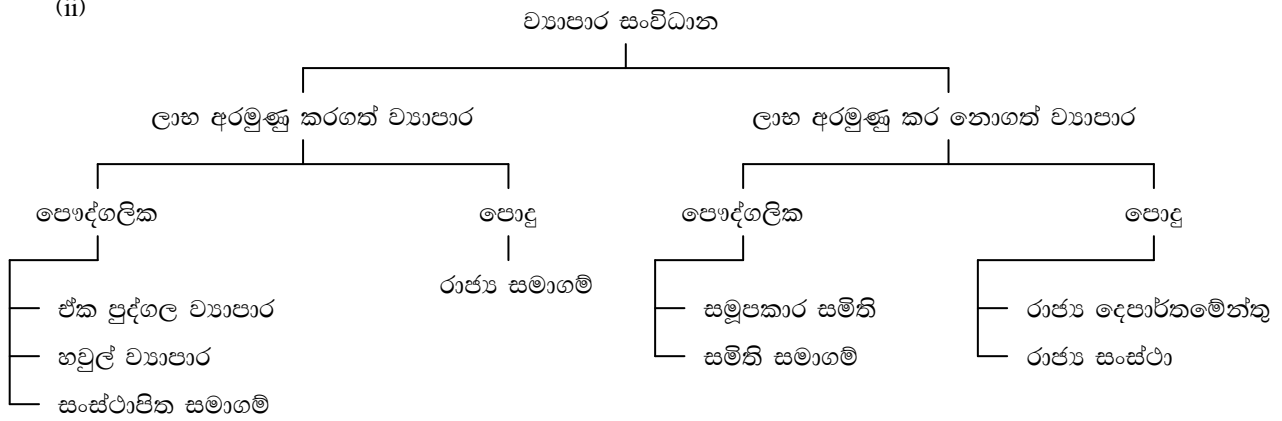 (ii)
ව්‍යාපාර සංවිධාන
ලාභ අරමුණු කරගත් ව්‍යාපාර
ලාභ අරමුණු කර නොගත් ව්‍යාපාර
පෞද්ගලික
පොදු
පෞද්ගලික
පොදු
රාජ්‍ය සමාගම්
ඒක පුද්ගල ව්‍යාපාර
සමූපකාර සමිති
රාජ්‍ය දෙපාර්තමේන්තු
හවුල් ව්‍යාපාර
සමිති සමාගම්
රාජ්‍ය සංස්ථා
සංස්ථාපිත සමාගම්